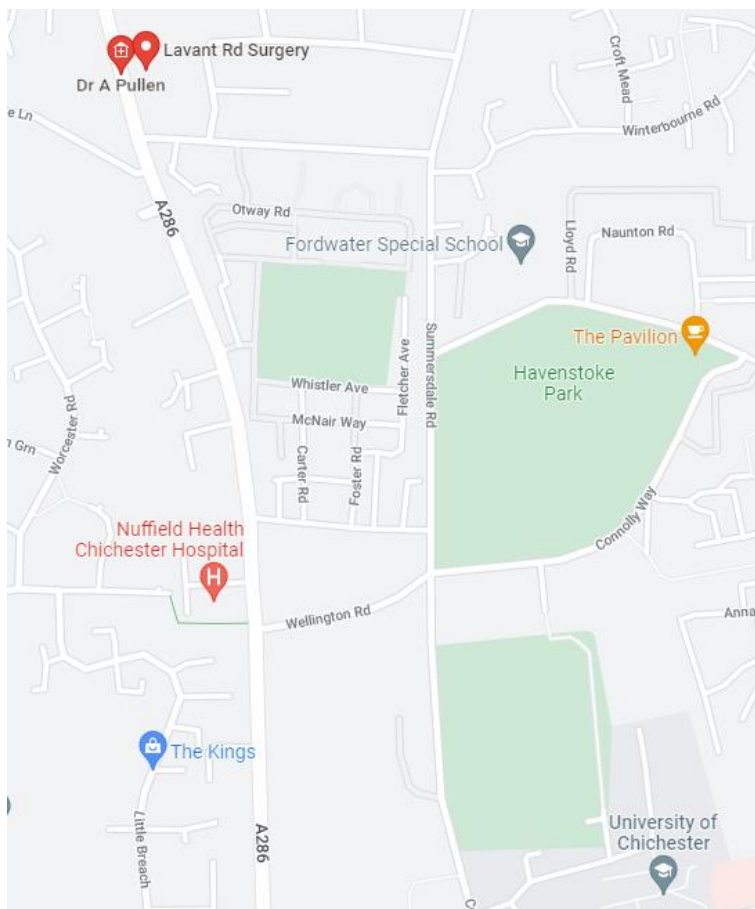 Lavant Rd Surgery
Dr A Pullen
Croft Mead
Winterbourne Rd
e Ln
A286
Otway Rd
Fordwater Special School
Lloyd Rd
Naunton Rd
The Pavilion
Summersdale Rd
Havenstoke
Park
Whistler Ave
Fletcher Ave
McNair Way
Worcester Rd
n Grn
Carter Rd
Foster Rd
Connolly Way
Nuffield Health
Chichester Hospital
H
Wellington Rd
Anna
The Kings
Little Breach
A286
University of
Chichester